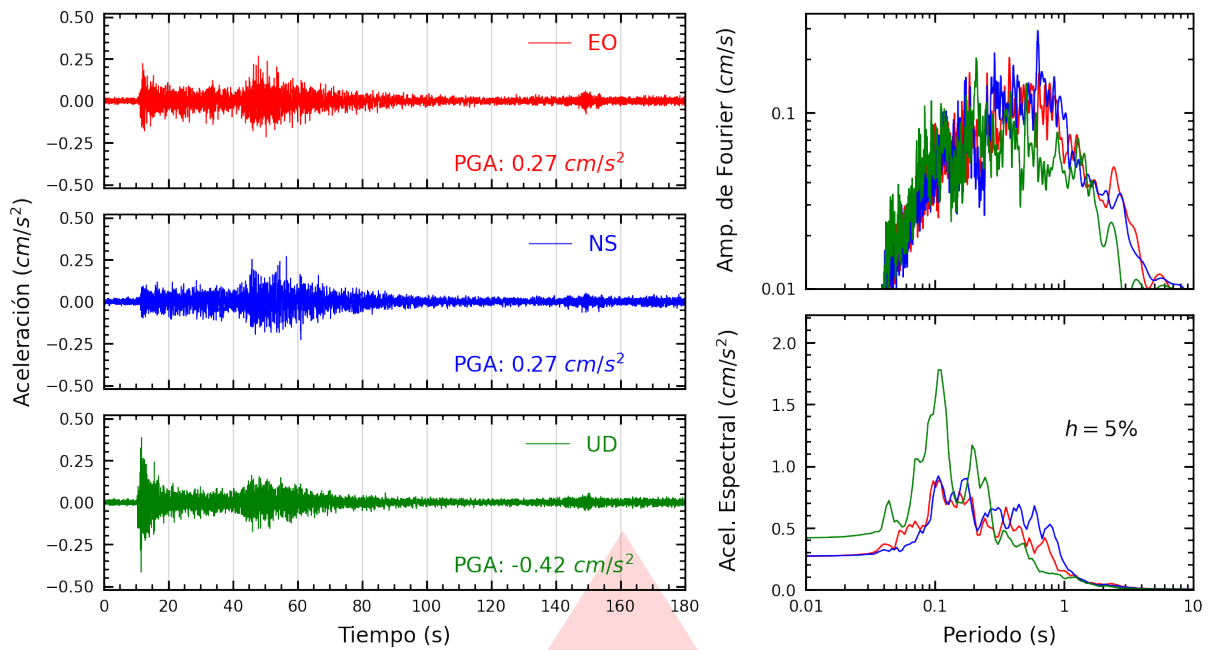 Aceleración (cm/s²)
0.50
0.25
0.00
−0.25
−0.50
EO
PGA: 0.27 cm/s²
0.50
0.25
0.00
−0.25
−0.50
NS
PGA: 0.27 cm/s²
0.50
0.25
0.00
−0.25
−0.50
UD
PGA: -0.42 cm/s²
0 20 40 60 80 100 120 140 160 180
Tiempo (s)
Amp. de Fourier (cm/s)
0.1
0.01
Acel. Espectral (cm/s²)
2.0
1.5
1.0
0.5
0.0
h = 5%
0.01 0.1 1 10
Periodo (s)